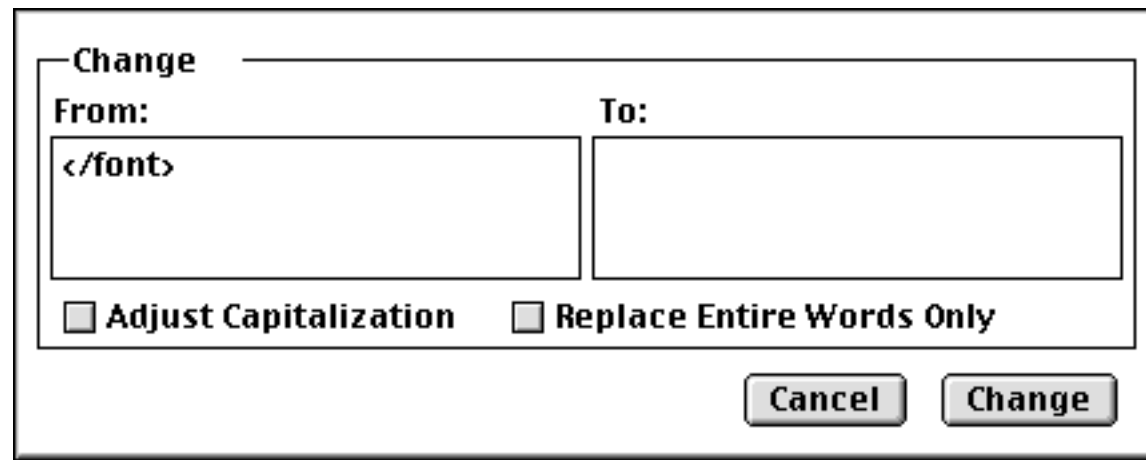 Change
From:
To:
</font>
Adjust Capitalization
Replace Entire Words Only
Cancel
Change